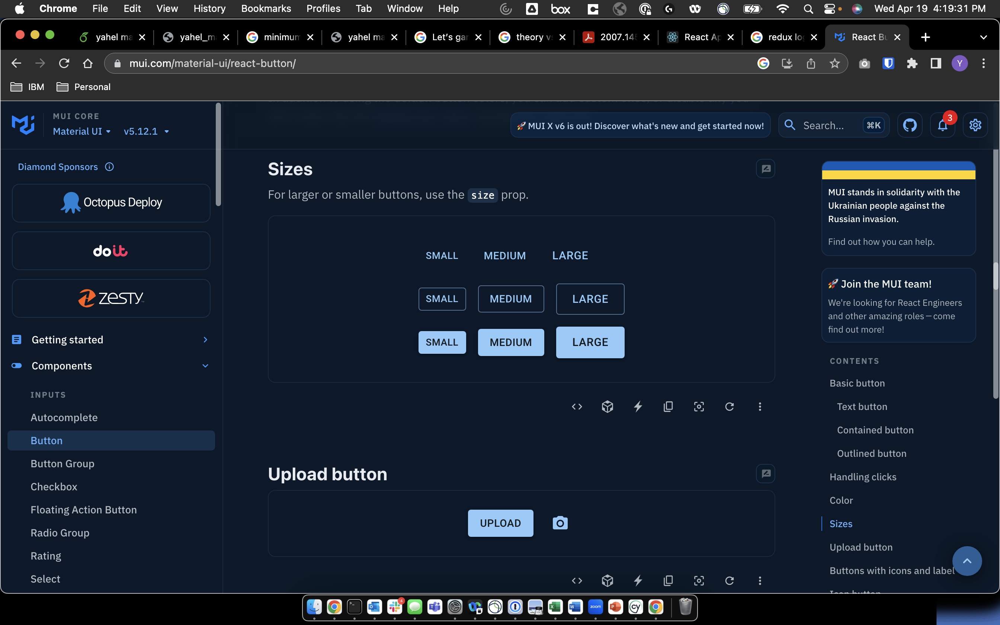 Chrome File Edit View History Bookmarks Profiles Tab Window Help box Wed Apr 19 4:19:31 PM
yahel ma yahel_m minimum yahel ma Let's gar theory v 2007.14 React Ap redux lo React Bu
mui.com/material-ui/react-button/ Y
IBM Personal
MUI CORE
Material UI v5.12.1
🚀 MUI X v6 is out! Discover what's new and get started now!
Search... ⌘K
3
Diamond Sponsors
Octopus Deploy
doit
zesty
Getting started
Components
INPUTS
Autocomplete
Button
Button Group
Checkbox
Floating Action Button
Radio Group
Rating
Select
Sizes
For larger or smaller buttons, use the size prop.
SMALL MEDIUM LARGE
SMALL MEDIUM LARGE
SMALL MEDIUM LARGE
Upload button
UPLOAD
MUI stands in solidarity with the
Ukrainian people against the
Russian invasion.
Find out how you can help.
🚀 Join the MUI team!
We're looking for React Engineers
and other amazing roles—come
find out more!
CONTENTS
Basic button
Text button
Contained button
Outlined button
Handling clicks
Color
Sizes
Upload button
Buttons with icons and label
Icon button
4
zoom
cy